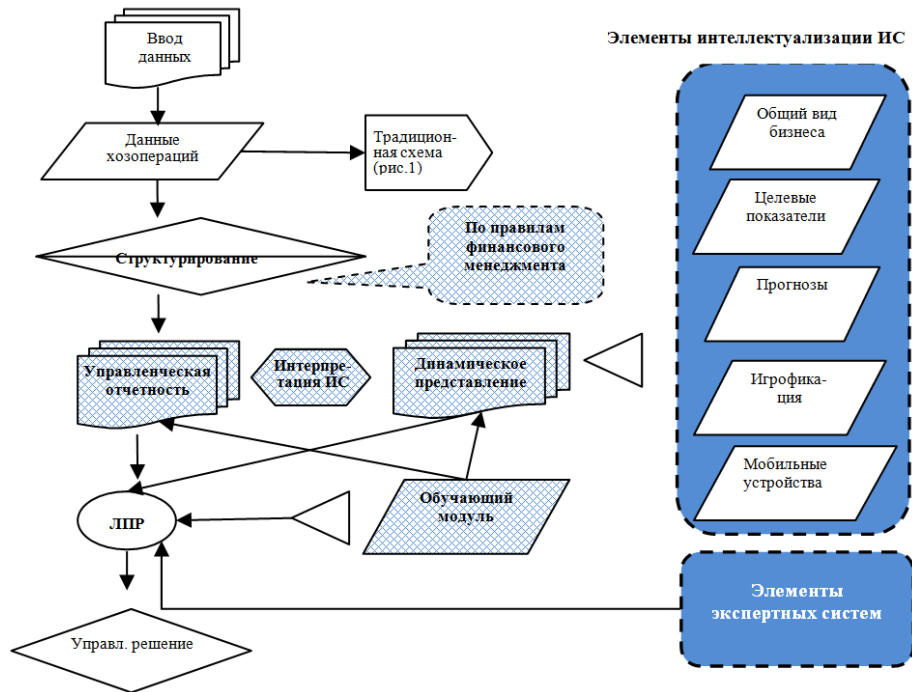 Ввод
данных
Элементы интеллектуализации ИС
Данные
хозопераций
Традицион-
ная схема
(рис.1)
Общий вид
бизнеса
Целевые
показатели
Структурирование
По правилам
финансового
менеджмента
Прогнозы
Управленческая
отчетность
Интерпре-
тация ИС
Динамическое
представление
Игрофика-
ция
Мобильные
устройства
ЛПР
Обучающий
модуль
Элементы
экспертных систем
Управл. решение